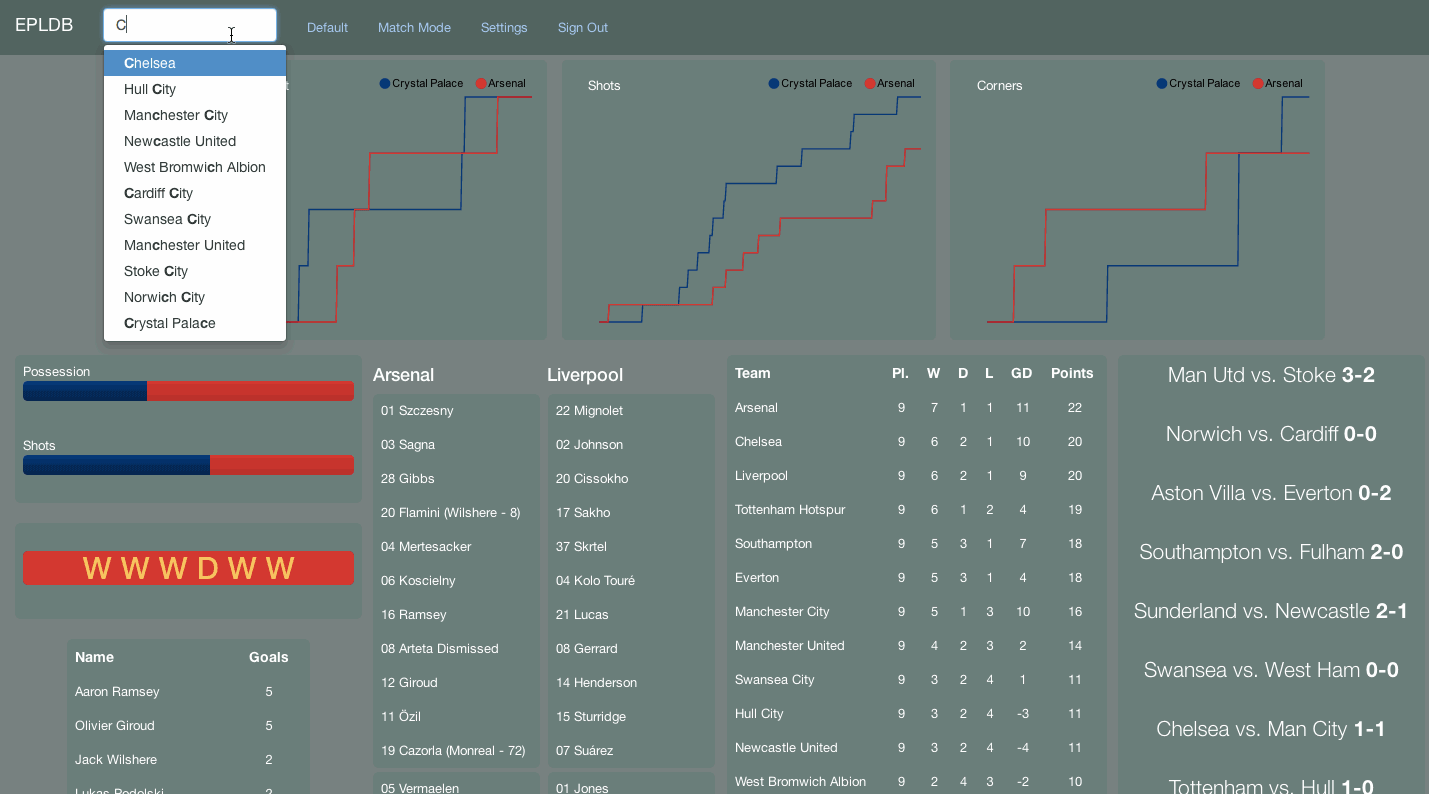 EPLDB
C
Default
Match Mode
Settings
Sign Out
Chelsea
Hull City
Manchester City
Newcastle United
West Bromwich Albion
Cardiff City
Swansea City
Manchester United
Stoke City
Norwich City
Crystal Palace
t
Crystal Palace Arsenal
Shots
Crystal Palace Arsenal
Corners
Crystal Palace Arsenal
Possession
Shots
W W W D W W
Name Goals
Aaron Ramsey 5
Olivier Giroud 5
Jack Wilshere 2
Lukas Podolski 2
Arsenal
01 Szczesny
03 Sagna
28 Gibbs
20 Flamini (Wilshere - 8)
04 Mertesacker
06 Koscielny
16 Ramsey
08 Arteta Dismissed
12 Giroud
11 Özil
19 Cazorla (Monreal - 72)
05 Vermaelen
Liverpool
22 Mignolet
02 Johnson
20 Cissokho
17 Sakho
37 Skrtel
04 Kolo Touré
21 Lucas
08 Gerrard
14 Henderson
15 Sturridge
07 Suárez
01 Jones
Team Pl. W D L GD Points
Arsenal 9 7 1 1 11 22
Chelsea 9 6 2 1 10 20
Liverpool 9 6 2 1 9 20
Tottenham Hotspur 9 6 1 2 4 19
Southampton 9 5 3 1 7 18
Everton 9 5 3 1 4 18
Manchester City 9 5 1 3 10 16
Manchester United 9 4 2 3 2 14
Swansea City 9 3 2 4 1 11
Hull City 9 3 2 4 -3 11
Newcastle United 9 3 2 4 -4 11
West Bromwich Albion 9 2 4 3 -2 10
Man Utd vs. Stoke 3-2
Norwich vs. Cardiff 0-0
Aston Villa vs. Everton 0-2
Southampton vs. Fulham 2-0
Sunderland vs. Newcastle 2-1
Swansea vs. West Ham 0-0
Chelsea vs. Man City 1-1
Tottenham vs. Hull 1-0